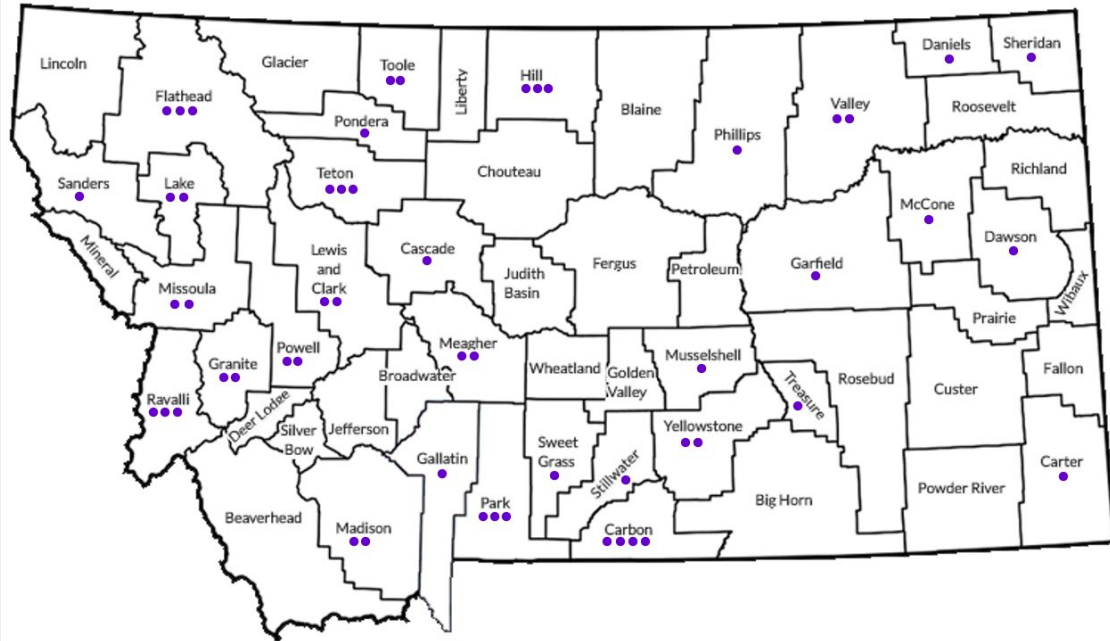 Lincoln
Flathead
Glacier
Toole
Liberty
Hill
Blaine
Phillips
Valley
Daniels
Sheridan
Roosevelt
Pondera
Sanders
Lake
Teton
Chouteau
McCone
Richland
Dawson
Mineral
Missoula
Lewis
and
Clark
Cascade
Judith
Basin
Fergus
Petroleum
Garfield
Wibaux
Prairie
Granite
Powell
Meagher
Broadwater
Wheatland
Golden
Valley
Musselshell
Treasure
Rosebud
Custer
Fallon
Ravalli
Deer Lodge
Silver
Bow
Jefferson
Gallatin
Park
Sweet
Grass
Stillwater
Yellowstone
Big Horn
Powder River
Carter
Beaverhead
Madison
Carbon